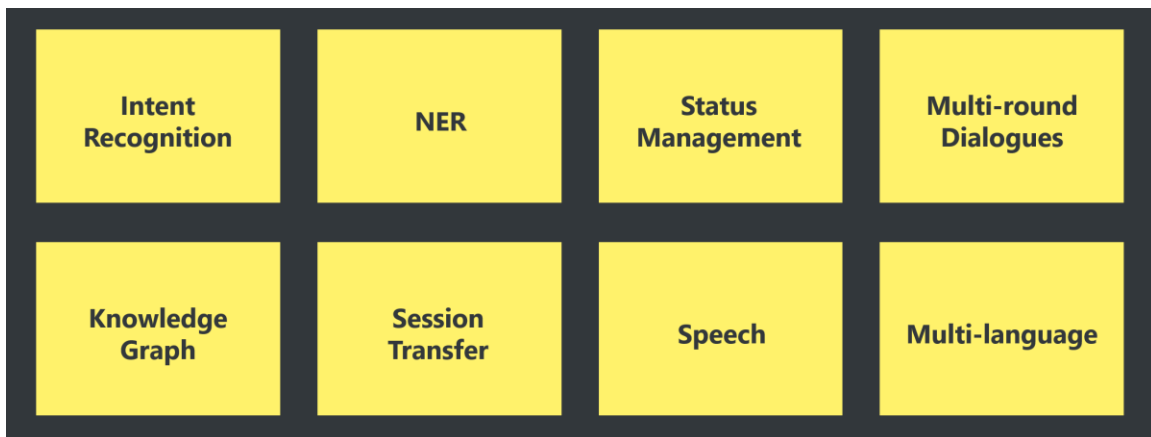 Intent
Recognition
NER
Status
Management
Multi-round
Dialogues
Knowledge
Graph
Session
Transfer
Speech
Multi-language